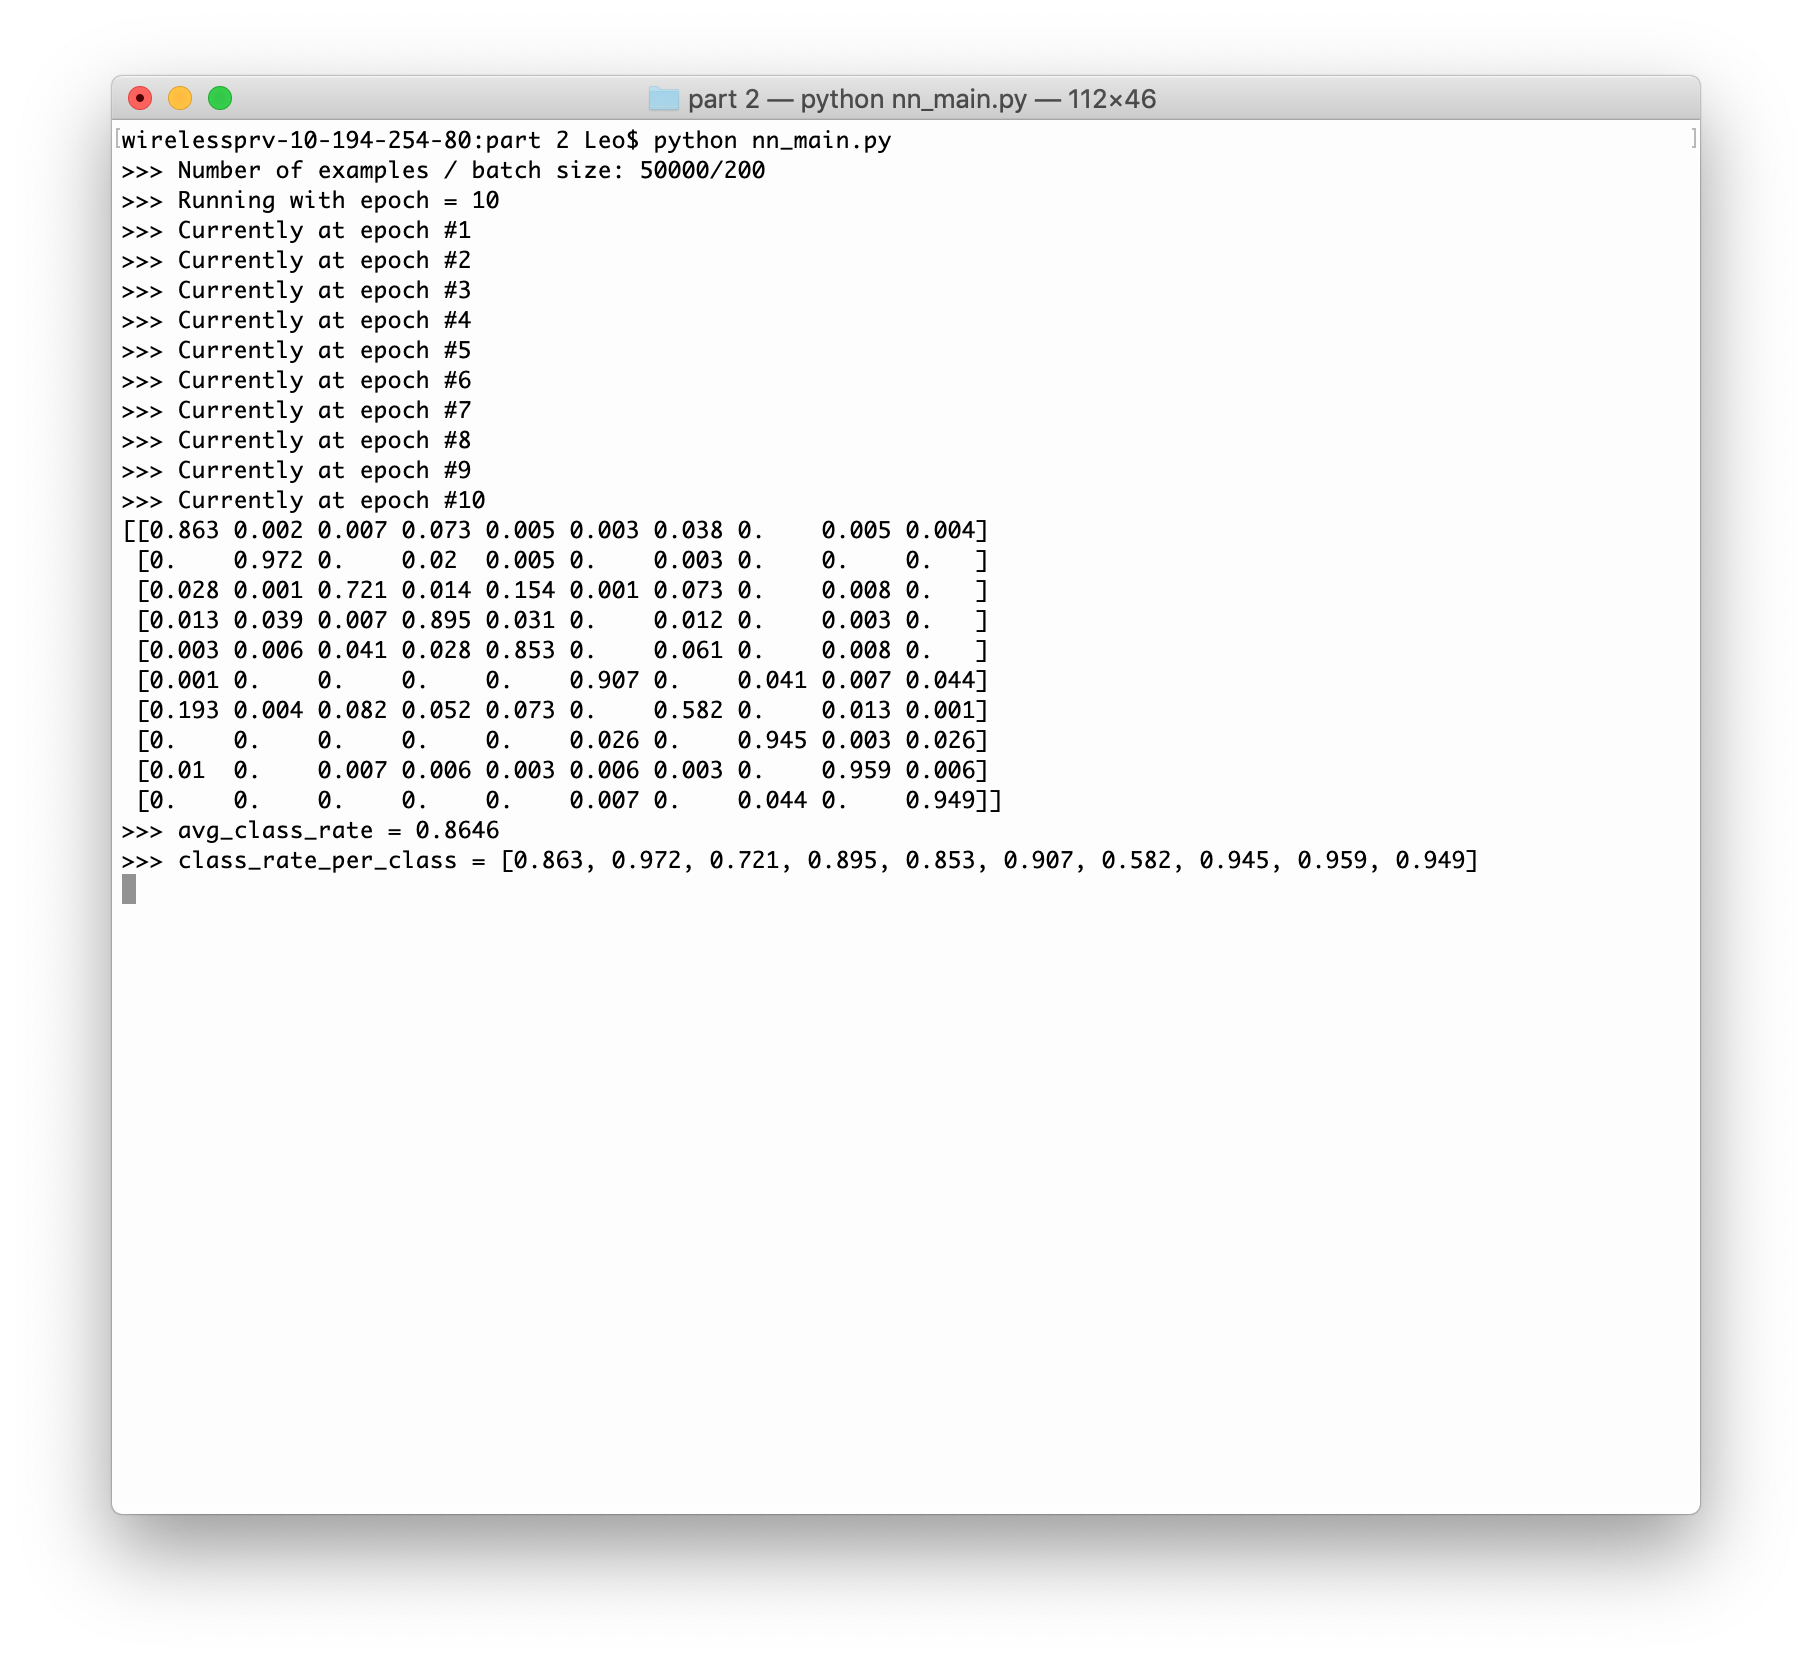 part 2 — python nn_main.py — 112×46
[wirelessprv-10-194-254-80:part 2 Leo$ python nn_main.py ]
>>> Number of examples / batch size: 50000/200
>>> Running with epoch = 10
>>> Currently at epoch #1
>>> Currently at epoch #2
>>> Currently at epoch #3
>>> Currently at epoch #4
>>> Currently at epoch #5
>>> Currently at epoch #6
>>> Currently at epoch #7
>>> Currently at epoch #8
>>> Currently at epoch #9
>>> Currently at epoch #10
[[0.863 0.002 0.007 0.073 0.005 0.003 0.038 0.    0.005 0.004]
 [0.    0.972 0.    0.02  0.005 0.    0.003 0.    0.    0.   ]
 [0.028 0.001 0.721 0.014 0.154 0.001 0.073 0.    0.008 0.   ]
 [0.013 0.039 0.007 0.895 0.031 0.    0.012 0.    0.003 0.   ]
 [0.003 0.006 0.041 0.028 0.853 0.    0.061 0.    0.008 0.   ]
 [0.001 0.    0.    0.    0.    0.907 0.    0.041 0.007 0.044]
 [0.193 0.004 0.082 0.052 0.073 0.    0.582 0.    0.013 0.001]
 [0.    0.    0.    0.    0.    0.026 0.    0.945 0.003 0.026]
 [0.01  0.    0.007 0.006 0.003 0.006 0.003 0.    0.959 0.006]
 [0.    0.    0.    0.    0.    0.007 0.    0.044 0.    0.949]]
>>> avg_class_rate = 0.8646
>>> class_rate_per_class = [0.863, 0.972, 0.721, 0.895, 0.853, 0.907, 0.582, 0.945, 0.959, 0.949]